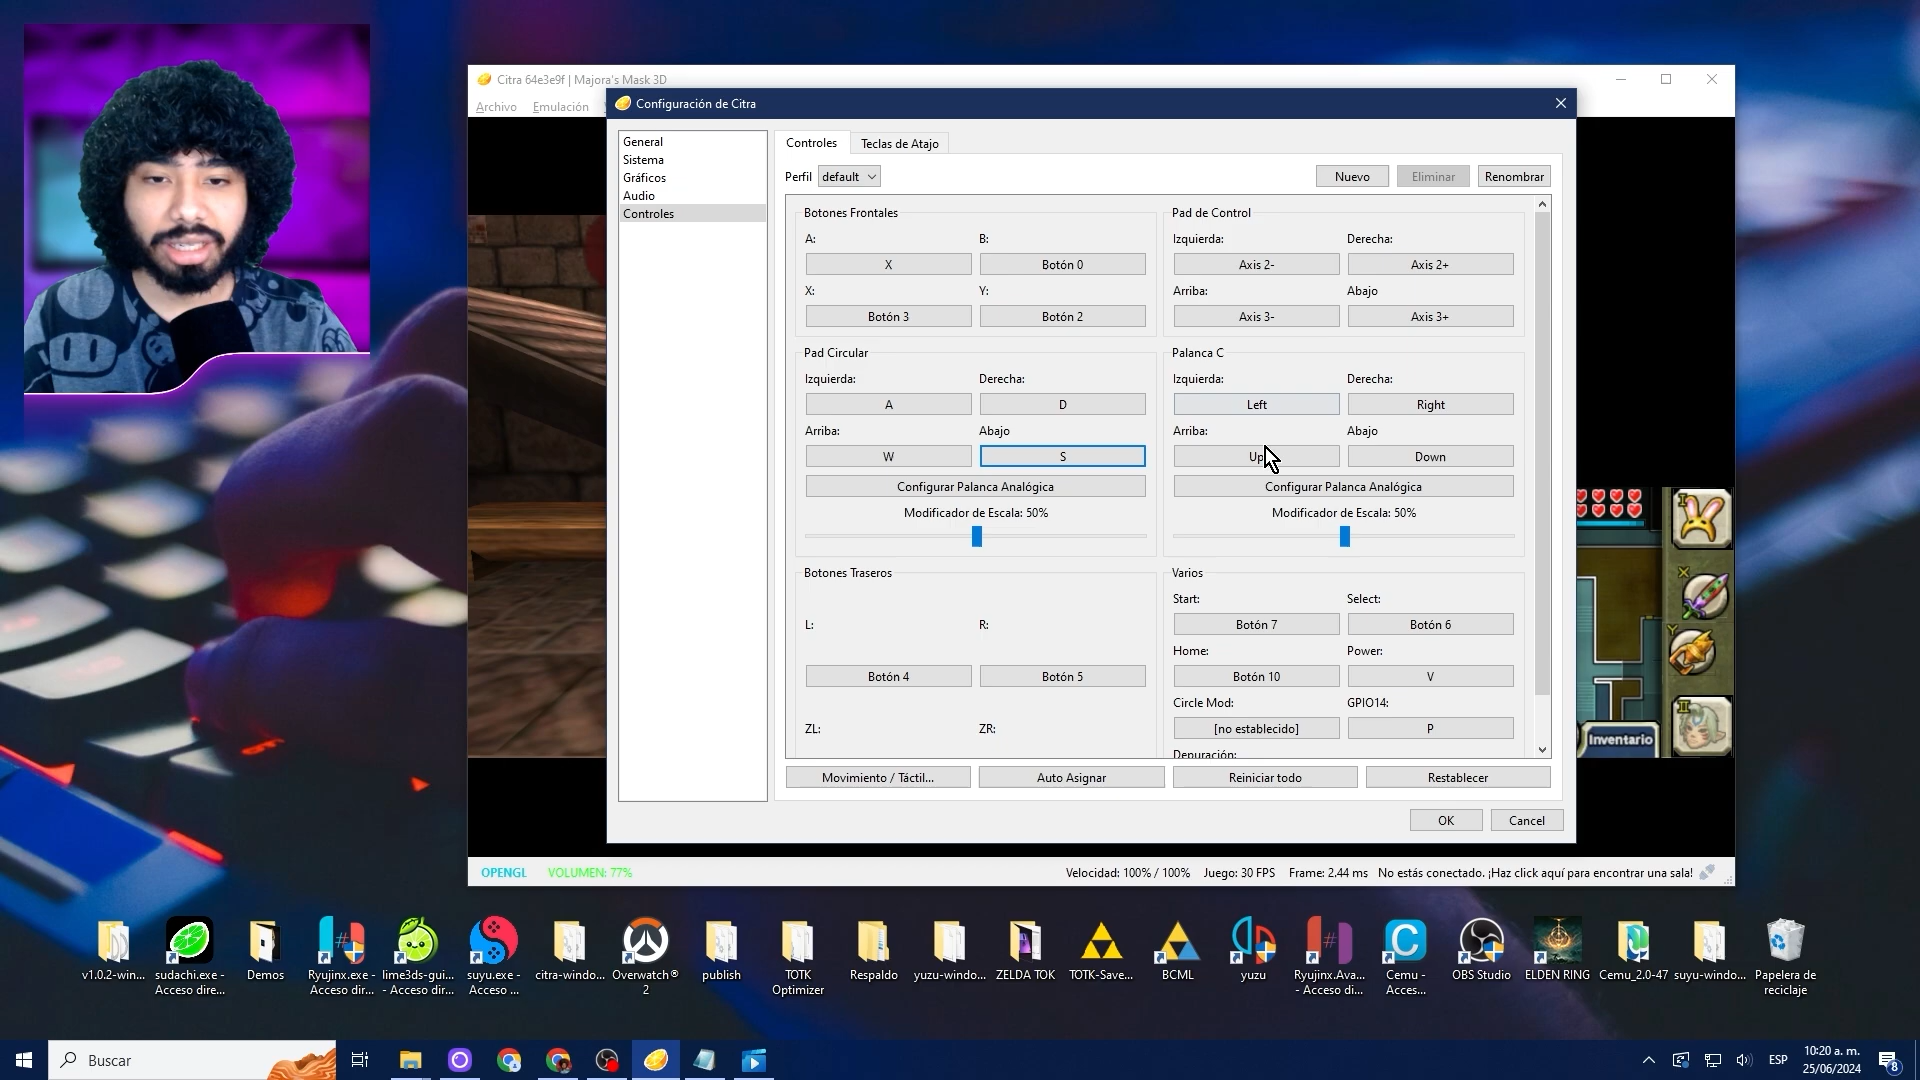 Citra 64e3e9f | Majora's Mask 3D
Archivo Emulación
Configuración de Citra
General
Sistema
Gráficos
Audio
Controles
Controles Teclas de Atajo
Perfil default Nuevo Eliminar Renombrar
Botones Frontales
A: B:
X Botón 0
X: Y:
Botón 3 Botón 2
Pad de Control
Izquierda: Derecha:
Axis 2- Axis 2+
Arriba: Abajo
Axis 3- Axis 3+
Pad Circular
Izquierda: Derecha:
A D
Arriba: Abajo
W S
Configurar Palanca Analógica
Modificador de Escala: 50%
Palanca C
Izquierda: Derecha:
Left Right
Arriba: Abajo
Up Down
Configurar Palanca Analógica
Modificador de Escala: 50%
Botones Traseros
L: R:
Botón 4 Botón 5
ZL: ZR:
Varios
Start: Select:
Botón 7 Botón 6
Home: Power:
Botón 10 V
Circle Mod: GPIO14:
[no establecido] P
Depuración:
Movimiento / Táctil... Auto Asignar Reiniciar todo Restablecer
OK Cancel
I
X
Y
II
Inventario
OPENGL VOLUMEN: 77% Velocidad: 100% / 100% Juego: 30 FPS Frame: 2.44 ms No estás conectado. ¡Haz click aquí para encontrar una sala!
v1.0.2-win...
sudachi.exe -
Acceso dire...
Demos
Ryujinx.exe -
Acceso dir...
lime3ds-gui...
- Acceso dir...
suyu.exe -
Acceso ...
citra-windo...
Overwatch®
2
publish
TOTK
Optimizer
Respaldo
yuzu-windo...
ZELDA TOK
TOTK-Save...
BCML
yuzu
Ryujinx.Ava...
- Acceso di...
Cemu -
Acces...
OBS Studio
ELDEN RING
Cemu_2.0-47
suyu-windo...
Papelera de
reciclaje
Buscar
ESP
10:20 a. m.
25/06/2024
8